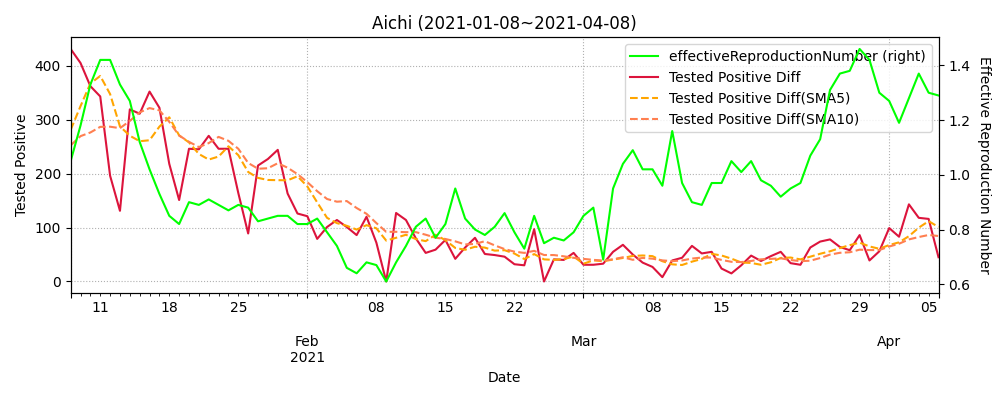 Aichi (2021-01-08~2021-04-08)
effectiveReproductionNumber (right)
Tested Positive Diff
Tested Positive Diff(SMA5)
Tested Positive Diff(SMA10)
Tested Positive
400
300
200
100
0
Effective Reproduction Number
1.4
1.2
1.0
0.8
0.6
11 18 25 08 15 22 08 15 22 29 05
Feb Mar Apr
2021
Date